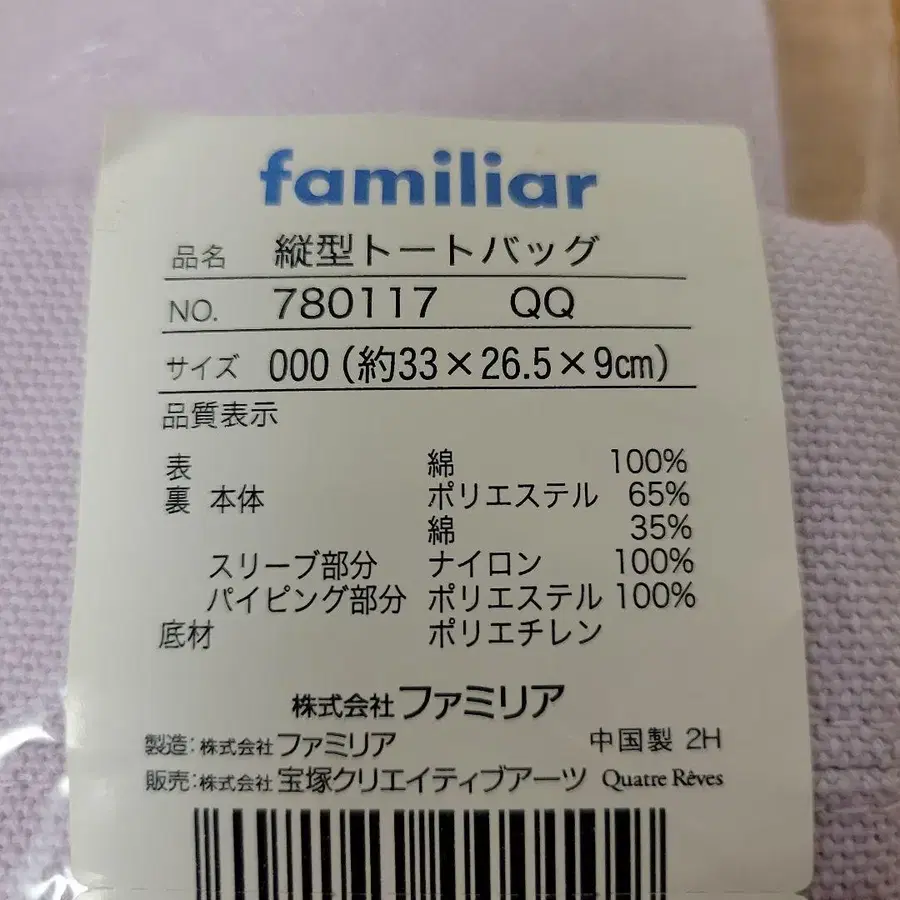 familiar
品名 縦型トートバッグ
NO. 780117 QQ
サイズ 000(約33×26.5×9cm)
品質表示
表 綿 100%
裏 本体 ポリエステル 65%
綿 35%
スリーブ部分 ナイロン 100%
パイピング部分 ポリエステル 100%
底材 ポリエチレン
株式会社ファミリア
製造:株式会社ファミリア 中国製 2H
販売:株式会社宝塚クリエイティブアーツ Quatre Rêves